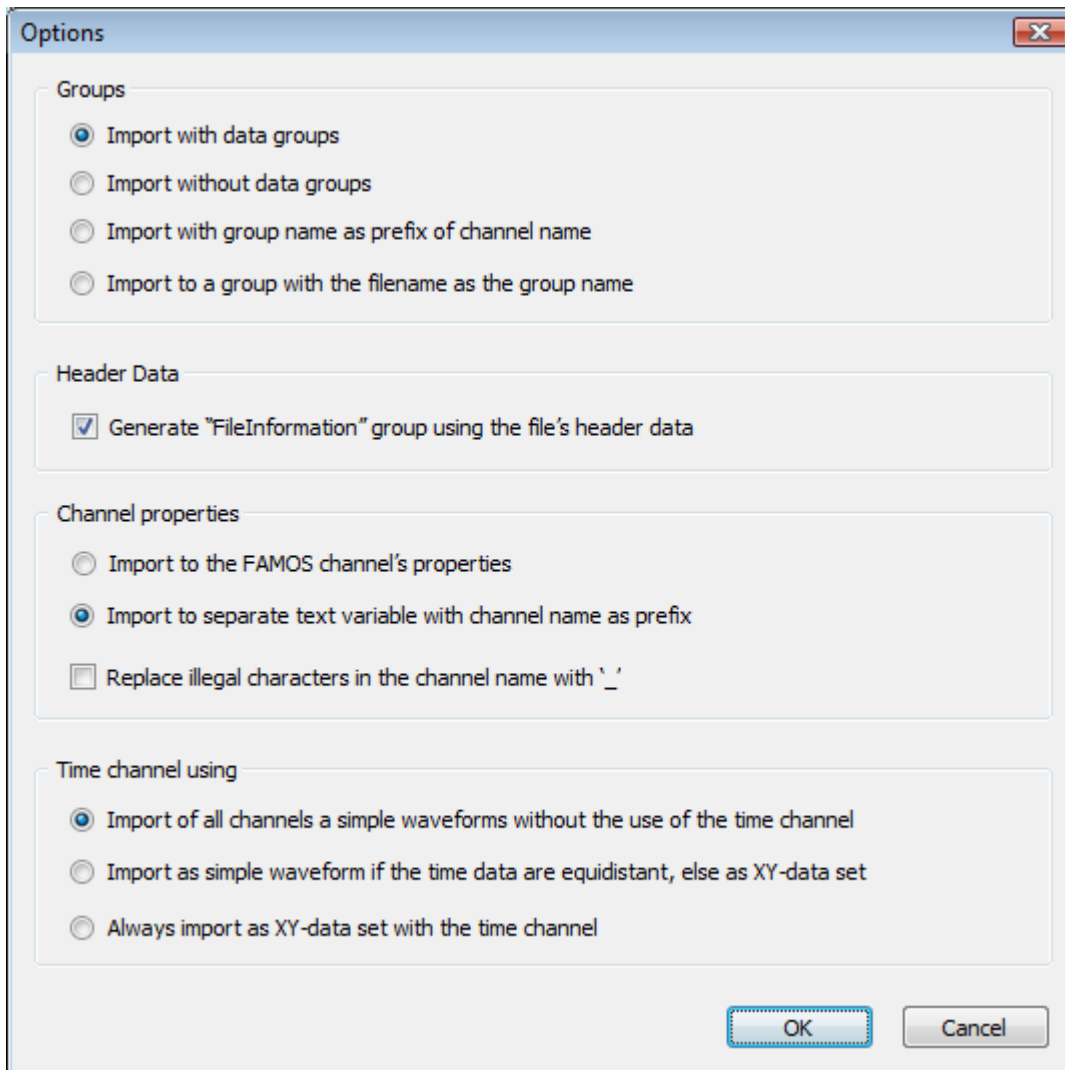 Options
Groups
Import with data groups
Import without data groups
Import with group name as prefix of channel name
Import to a group with the filename as the group name
Header Data
Generate “FileInformation” group using the file’s header data
Channel properties
Import to the FAMOS channel’s properties
Import to separate text variable with channel name as prefix
Replace illegal characters in the channel name with ‘_’
Time channel using
Import of all channels a simple waveforms without the use of the time channel
Import as simple waveform if the time data are equidistant, else as XY-data set
Always import as XY-data set with the time channel
OK Cancel